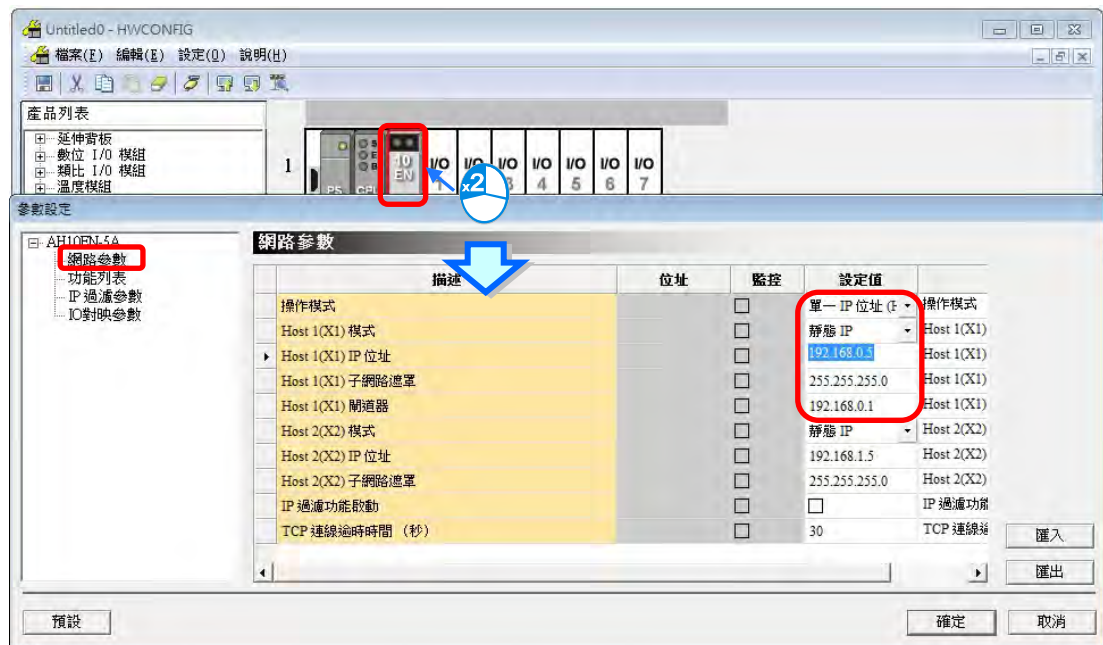 Untitled0 - HWCONFIG
檔案(F) 編輯(E) 設定(O) 說明(H)
產品列表
延伸背板
數位 I/O 模組
類比 I/O 模組
溫度模組
1
PS CPU 10 EN I/O I/O I/O I/O I/O I/O I/O
1 3 4 5 6 7
x2
參數設定
AH10EN-5A
網路參數
功能列表
IP 過濾參數
IO對映參數
網路參數
描述 位址 監控 設定值
操作模式 單一 IP 位址 (F 操作模式
Host 1(X1) 模式 靜態 IP Host 1(X1)
Host 1(X1) IP 位址 192.168.0.5 Host 1(X1)
Host 1(X1) 子網路遮罩 255.255.255.0 Host 1(X1)
Host 1(X1) 閘道器 192.168.0.1 Host 1(X1)
Host 2(X2) 模式 靜態 IP Host 2(X2)
Host 2(X2) IP 位址 192.168.1.5 Host 2(X2)
Host 2(X2) 子網路遮罩 255.255.255.0 Host 2(X2)
IP 過濾功能啟動 IP 過濾功能
TCP 連線逾時時間 (秒) 30 TCP 連線逾
匯入
匯出
預設 確定 取消